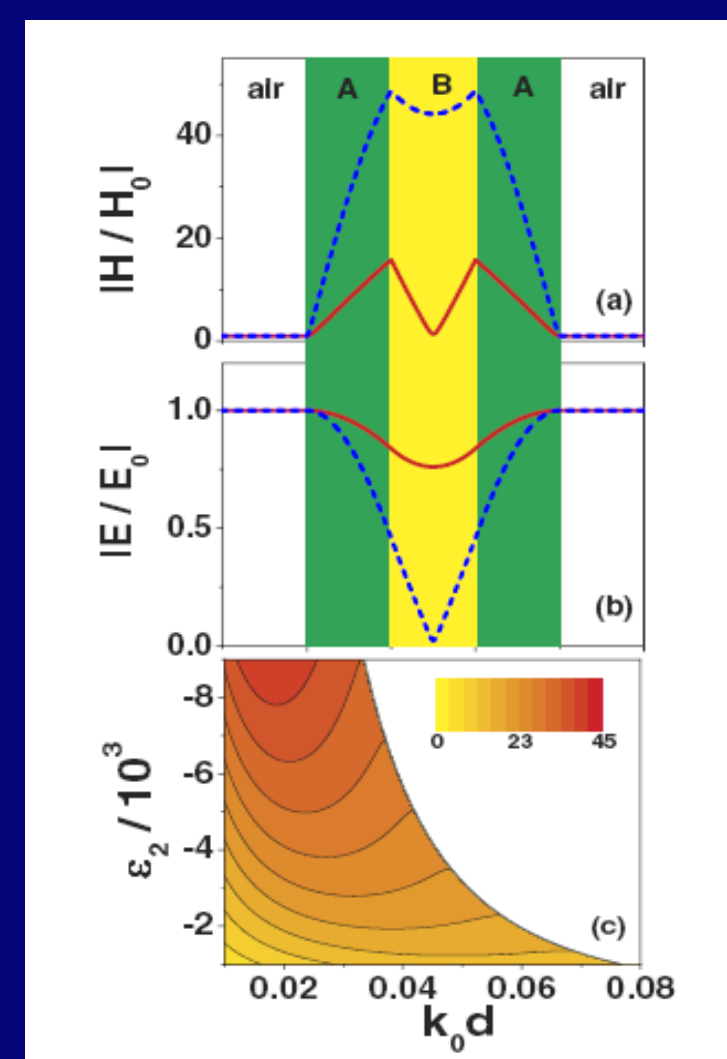 air A B A air
40
20
0
|H / H₀|
(a)
1.0
0.5
0.0
|E / E₀|
(b)
-8
-6
-4
-2
ε₂ / 10³
0 23 45
(c)
0.02 0.04 0.06 0.08
k₀d